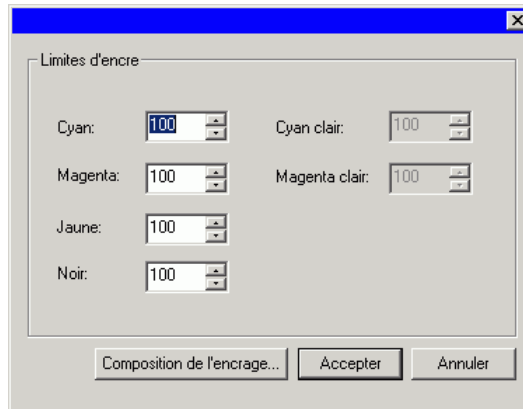 Limites d'encre
Cyan: 100 Cyan clair: 100
Magenta: 100 Magenta clair: 100
Jaune: 100
Noir: 100
Composition de l'encrage... Accepter Annuler